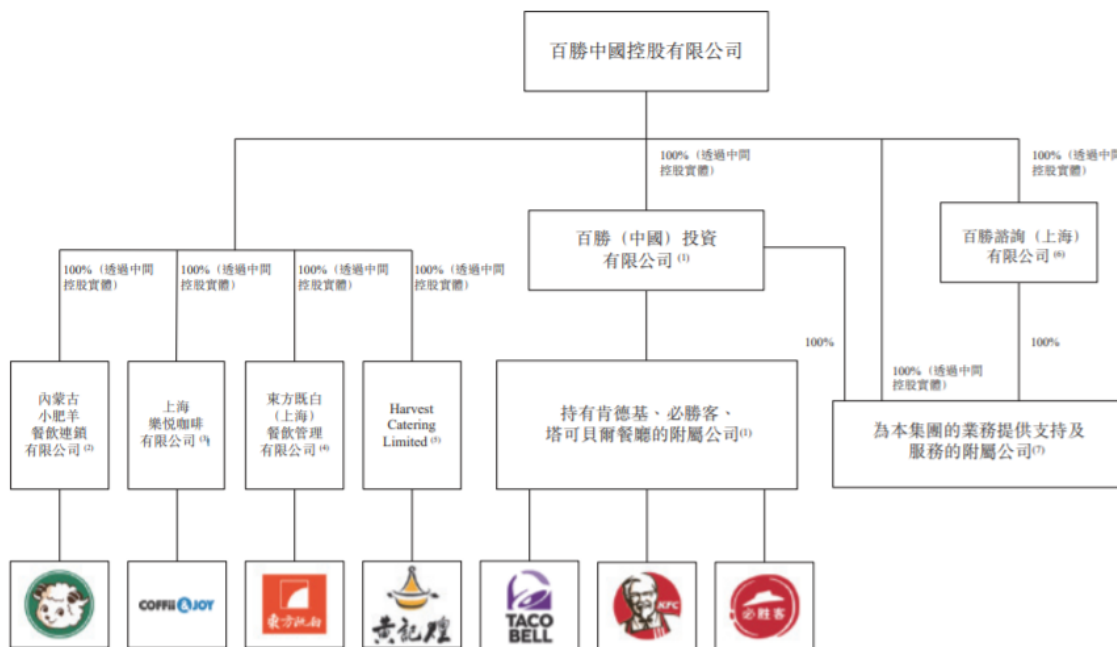 百勝中國控股有限公司
100%（透過中間
控股實體）
100%（透過中間
控股實體）
百勝（中國）投資
有限公司 (1)
百勝諮詢（上海）
有限公司 (6)
100%（透過中間
控股實體）
100%（透過中間
控股實體）
100%（透過中間
控股實體）
100%（透過中間
控股實體）
100%
100%
100%（透過中間
控股實體）
內蒙古
小肥羊
餐飲連鎖
有限公司 (2)
上海
樂悦咖啡
有限公司 (3)
東方既白
（上海）
餐飲管理
有限公司 (4)
Harvest
Catering
Limited (5)
持有肯德基、必勝客、
塔可貝爾餐廳的附屬公司(1)
為本集團的業務提供支持及
服務的附屬公司(7)
COFFii & JOY
東方既白
黃記煌
TACO
BELL
KFC
必胜客